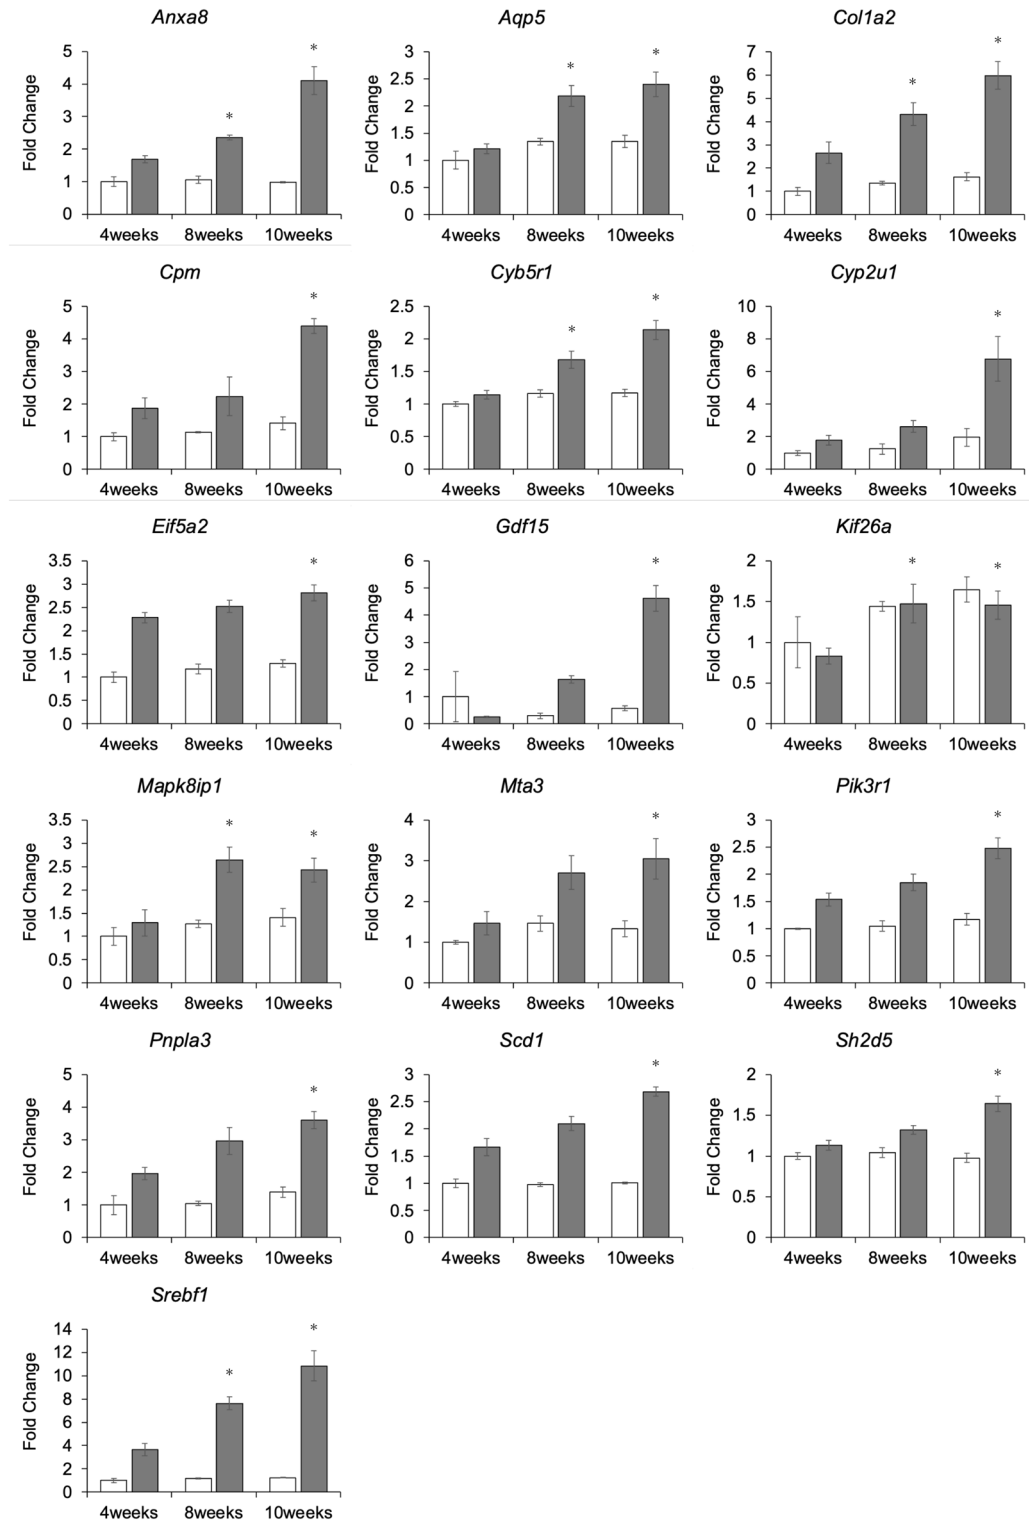 Anxa8 Aqp5 Col1a2
Fold Change 5 4 3 2 1 0 * * Fold Change 3 2.5 2 1.5 1 0.5 0 * * Fold Change 7 6 5 4 3 2 1 0 * *
4weeks 8weeks 10weeks 4weeks 8weeks 10weeks 4weeks 8weeks 10weeks
Cpm Cyb5r1 Cyp2u1
Fold Change 5 4 3 2 1 0 * Fold Change 2.5 2 1.5 1 0.5 0 * * Fold Change 10 8 6 4 2 0 *
4weeks 8weeks 10weeks 4weeks 8weeks 10weeks 4weeks 8weeks 10weeks
Eif5a2 Gdf15 Kif26a
Fold Change 3.5 3 2.5 2 1.5 1 0.5 0 * Fold Change 6 5 4 3 2 1 0 * Fold Change 2 1.5 1 0.5 0 * *
4weeks 8weeks 10weeks 4weeks 8weeks 10weeks 4weeks 8weeks 10weeks
Mapk8ip1 Mta3 Pik3r1
Fold Change 3.5 3 2.5 2 1.5 1 0.5 0 * * Fold Change 4 3 2 1 0 * Fold Change 3 2.5 2 1.5 1 0.5 0 *
4weeks 8weeks 10weeks 4weeks 8weeks 10weeks 4weeks 8weeks 10weeks
Pnpla3 Scd1 Sh2d5
Fold Change 5 4 3 2 1 0 * Fold Change 3 2.5 2 1.5 1 0.5 0 * Fold Change 2 1.5 1 0.5 0 *
4weeks 8weeks 10weeks 4weeks 8weeks 10weeks 4weeks 8weeks 10weeks
Srebf1
Fold Change 14 12 10 8 6 4 2 0 * *
4weeks 8weeks 10weeks